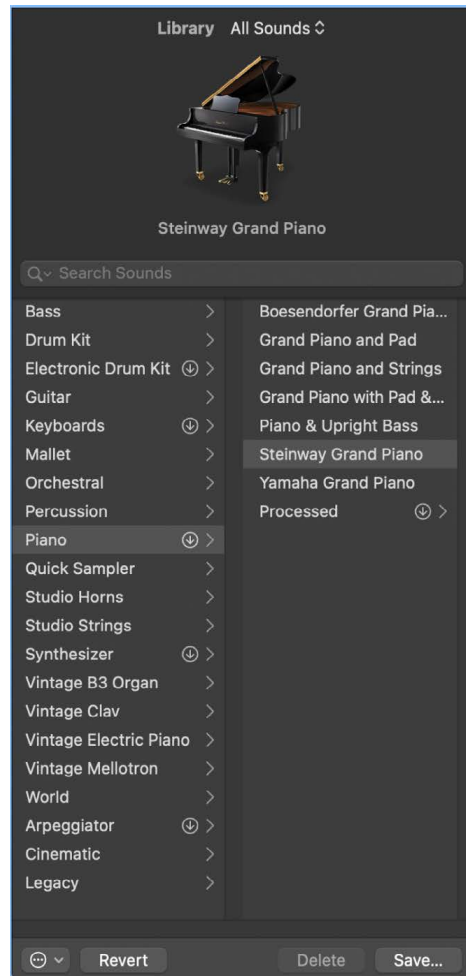 Library All Sounds
Steinway Grand Piano
Search Sounds
Bass
Drum Kit
Electronic Drum Kit
Guitar
Keyboards
Mallet
Orchestral
Percussion
Piano
Quick Sampler
Studio Horns
Studio Strings
Synthesizer
Vintage B3 Organ
Vintage Clav
Vintage Electric Piano
Vintage Mellotron
World
Arpeggiator
Cinematic
Legacy
Boesendorfer Grand Pia...
Grand Piano and Pad
Grand Piano and Strings
Grand Piano with Pad &...
Piano & Upright Bass
Steinway Grand Piano
Yamaha Grand Piano
Processed
Revert Delete Save...